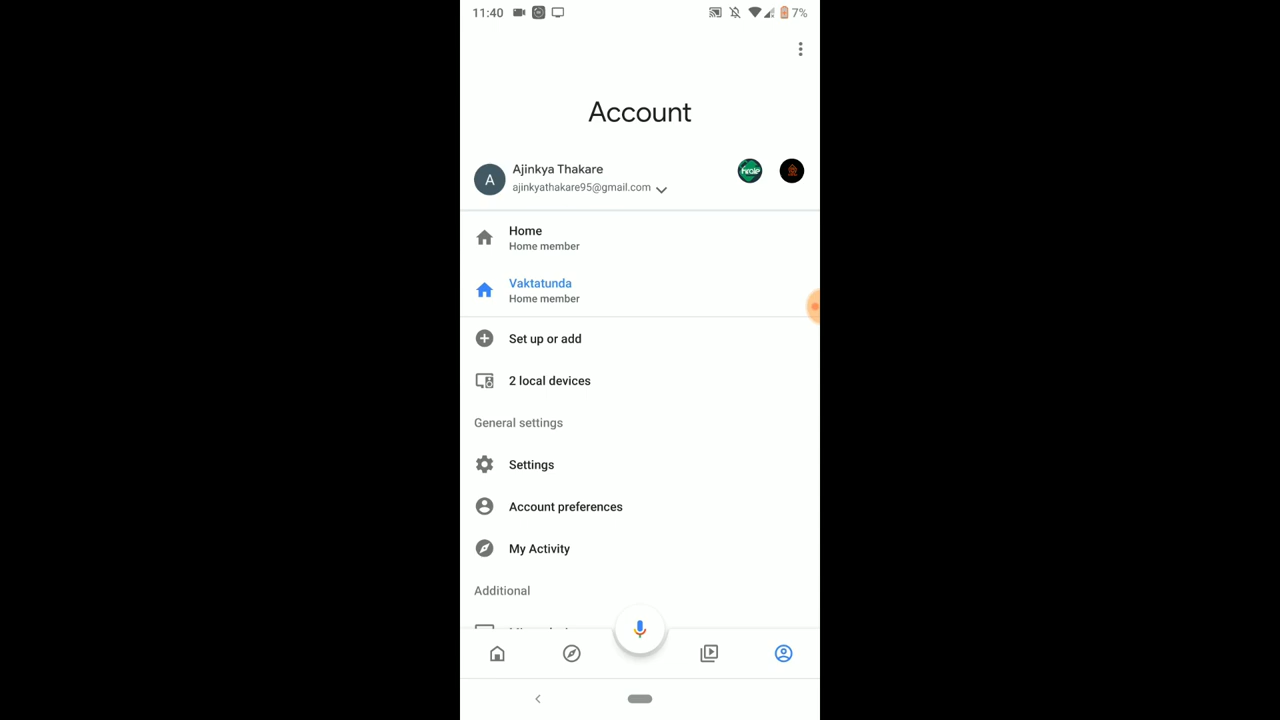 11:40
7%
Account
Ajinkya Thakare
ajinkyathakare95@gmail.com
A
Home
Home member
Vaktatunda
Home member
Set up or add
2 local devices
General settings
Settings
Account preferences
My Activity
Additional